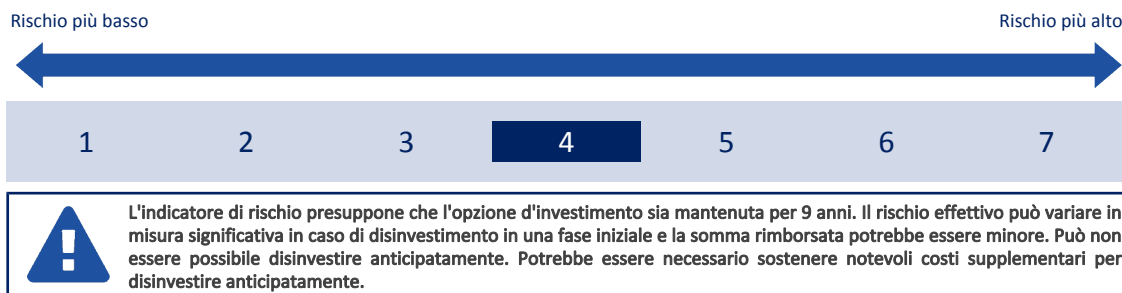 Rischio più basso Rischio più alto
1 2 3 4 5 6 7
L'indicatore di rischio presuppone che l'opzione d'investimento sia mantenuta per 9 anni. Il rischio effettivo può variare in
misura significativa in caso di disinvestimento in una fase iniziale e la somma rimborsata potrebbe essere minore. Può non
essere possibile disinvestire anticipatamente. Potrebbe essere necessario sostenere notevoli costi supplementari per
disinvestire anticipatamente.